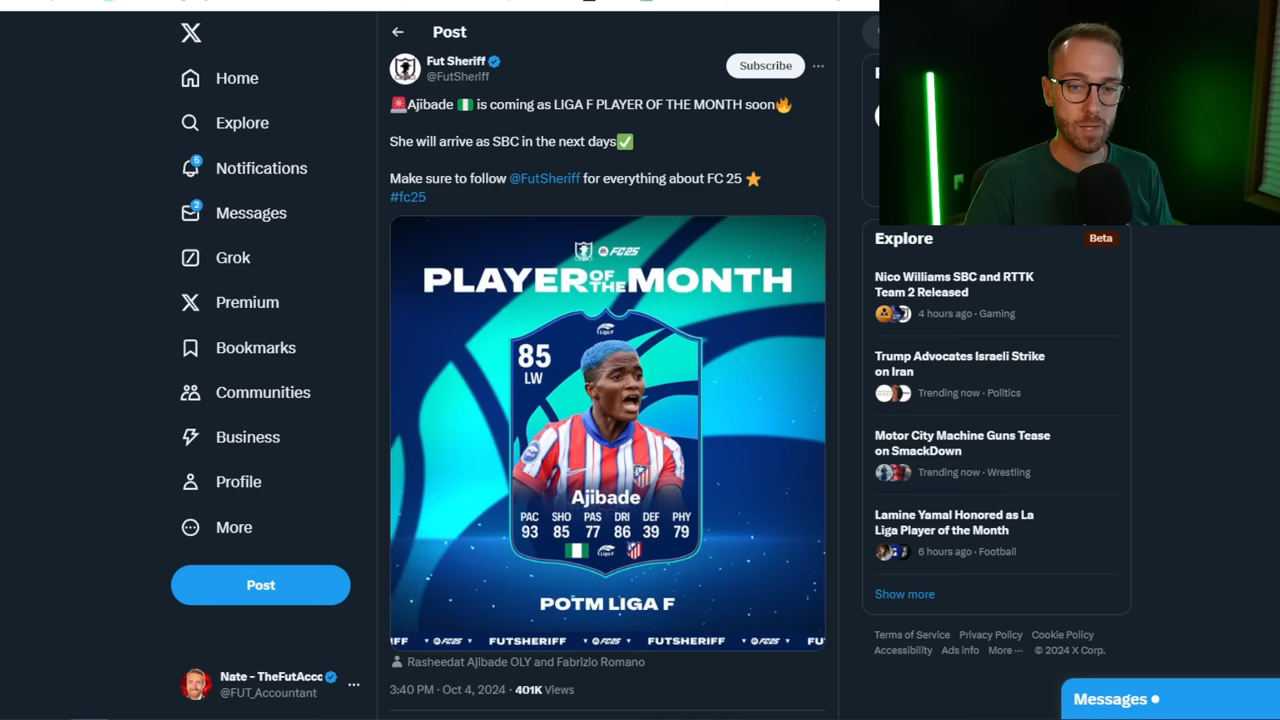 Home
Explore
5
Notifications
2
Messages
Grok
Premium
Bookmarks
Communities
Business
Profile
More
Post
Nate - TheFutAcc
@FUT_Accountant
Post
Fut Sheriff
@FutSheriff
Subscribe
Ajibade is coming as LIGA F PLAYER OF THE MONTH soon
She will arrive as SBC in the next days
Make sure to follow @FutSheriff for everything about FC 25
#fc25
FC25
PLAYER OF THE MONTH
Liga F
85
LW
Ajibade
PAC SHO PAS DRI DEF PHY
93 85 77 86 39 79
Liga F
POTM LIGA F
IFF FC25 FUTSHERIFF FC25 FUTSHERIFF FC25 FU
Rasheedat Ajibade OLY and Fabrizio Romano
3:40 PM · Oct 4, 2024 · 401K Views
Explore
Beta
Nico Williams SBC and RTTK
Team 2 Released
4 hours ago · Gaming
Trump Advocates Israeli Strike
on Iran
Trending now · Politics
Motor City Machine Guns Tease
on SmackDown
Trending now · Wrestling
Lamine Yamal Honored as La
Liga Player of the Month
6 hours ago · Football
Show more
Terms of Service Privacy Policy Cookie Policy
Accessibility Ads info More ··· © 2024 X Corp.
Messages